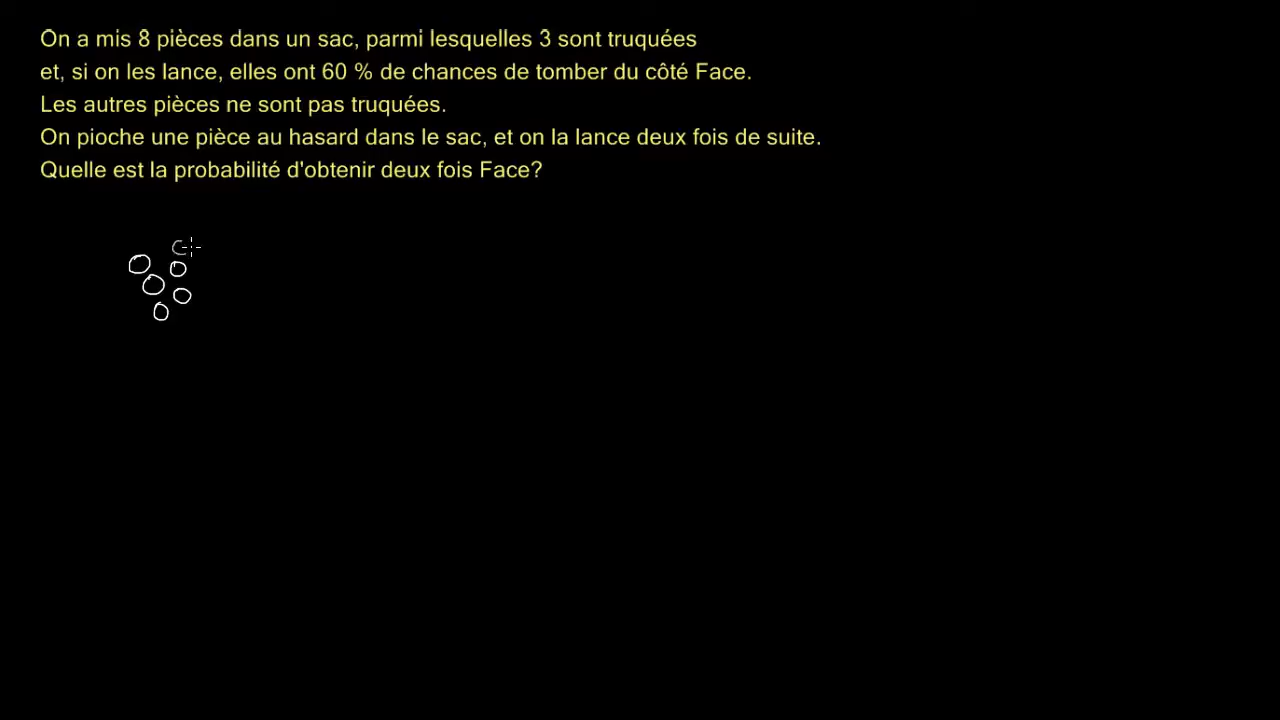 On a mis 8 pièces dans un sac, parmi lesquelles 3 sont truquées
et, si on les lance, elles ont 60 % de chances de tomber du côté Face.
Les autres pièces ne sont pas truquées.
On pioche une pièce au hasard dans le sac, et on la lance deux fois de suite.
Quelle est la probabilité d'obtenir deux fois Face?